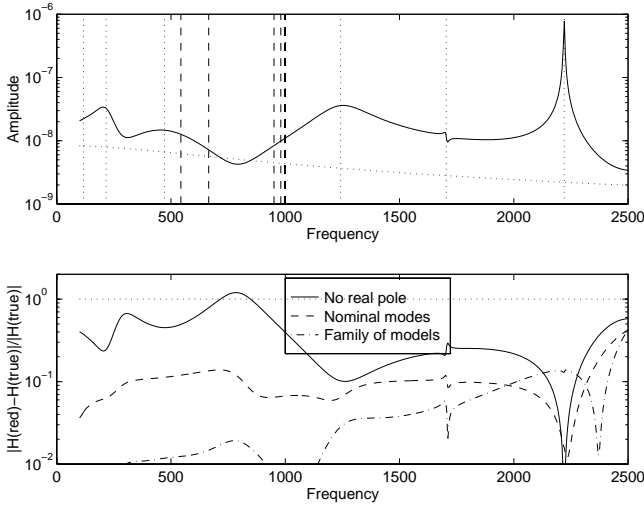 10^-6
10^-7
10^-8
10^-9
Amplitude
0 500 1000 1500 2000 2500
Frequency
10^0
10^-1
10^-2
|H(red)−H(true)|/|H(true)|
No real pole
Nominal modes
Family of models
0 500 1000 1500 2000 2500
Frequency